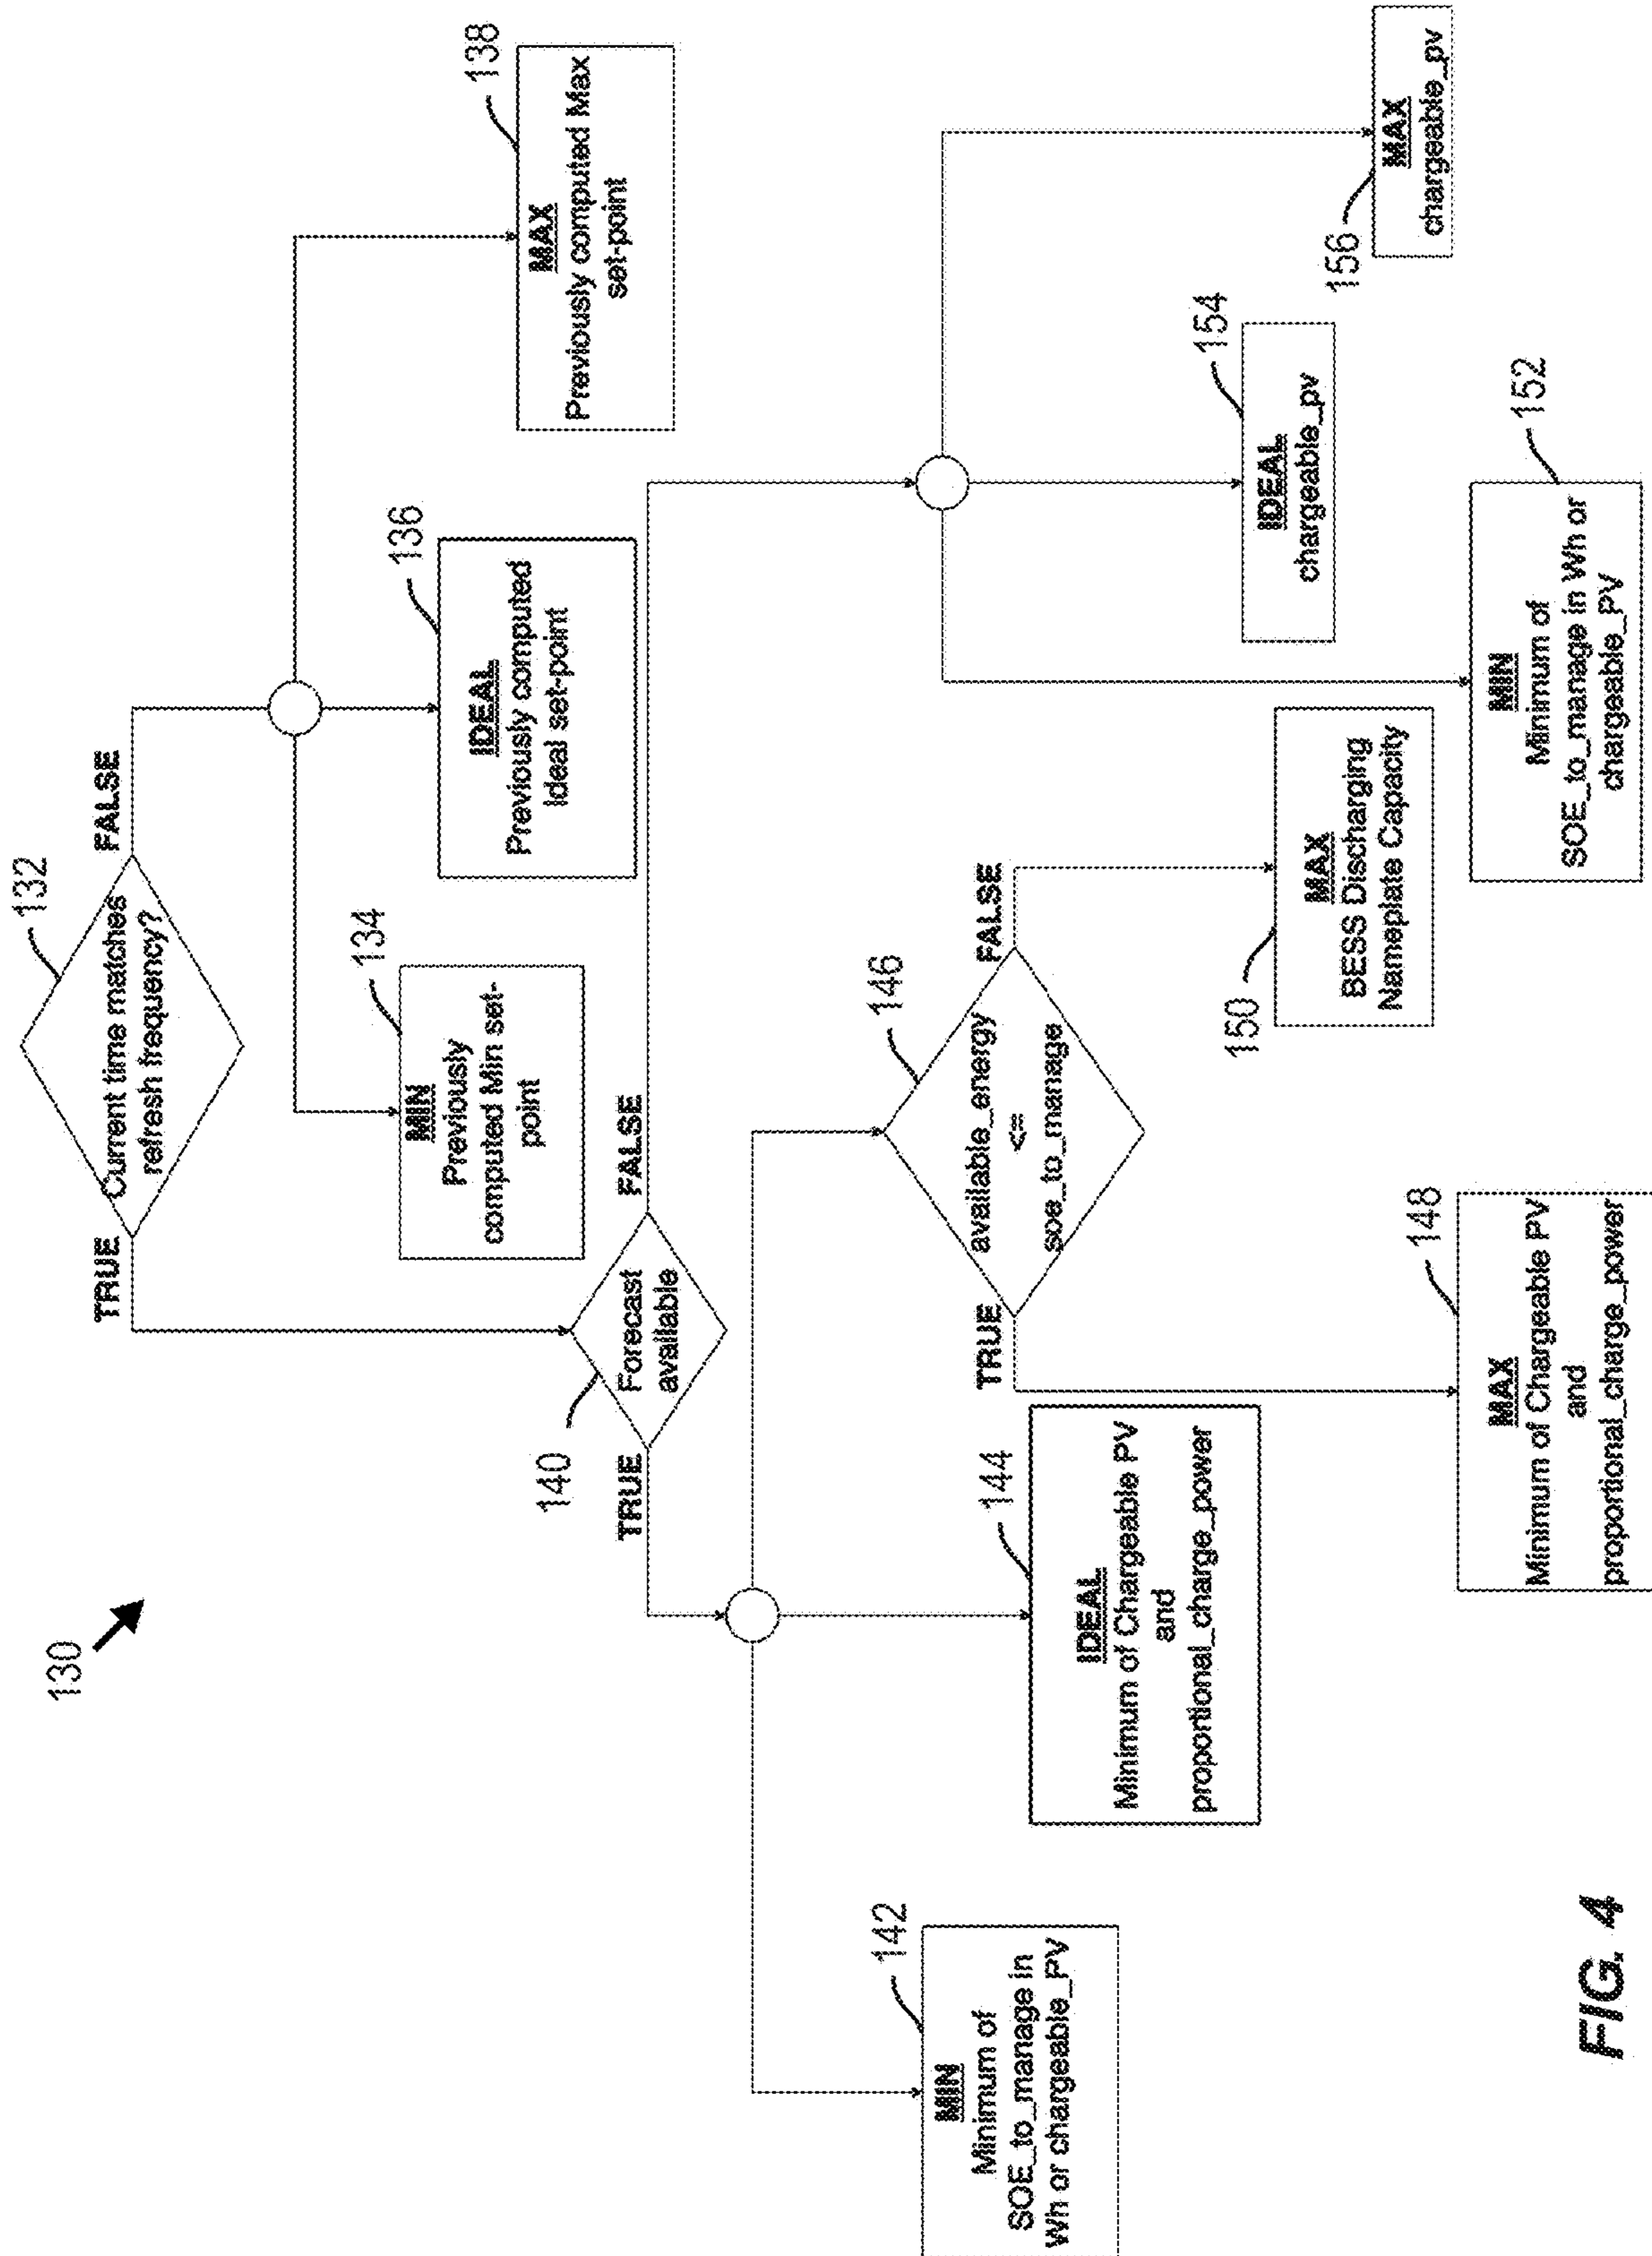 130
132
Current time matches
refresh frequency?
TRUE
FALSE
134
MIN
Previously
computed Min set-
point
136
IDEAL
Previously computed
Ideal set-point
138
MAX
Previously computed Max
set-point
140
Forecast
available
TRUE
FALSE
142
MIN
Minimum of
SOE_to_manage in
Wh or chargeable_PV
144
IDEAL
Minimum of Chargeable PV
and
proportional_charge_power
146
available_energy
<=
soe_to_manage
TRUE
FALSE
148
MAX
Minimum of Chargeable PV
and
proportional_charge_power
150
MAX
BESS Discharging
Nameplate Capacity
152
MIN
Minimum of
SOE_to_manage in Wh or
chargeable_PV
154
IDEAL
chargeable_pv
156
MAX
chargeable_pv
FIG. 4